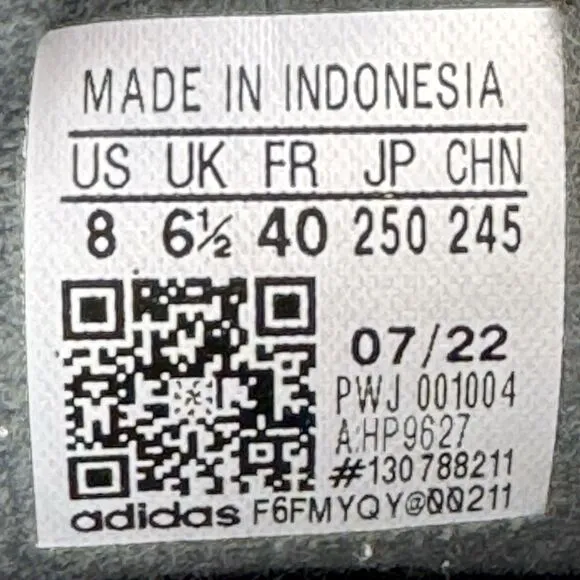 MADE IN INDONESIA
US UK FR JP CHN
8 6½ 40 250 245
07/22
PWJ 001004
A:HP9627
#130788211
adidas F6FMYQY@00211